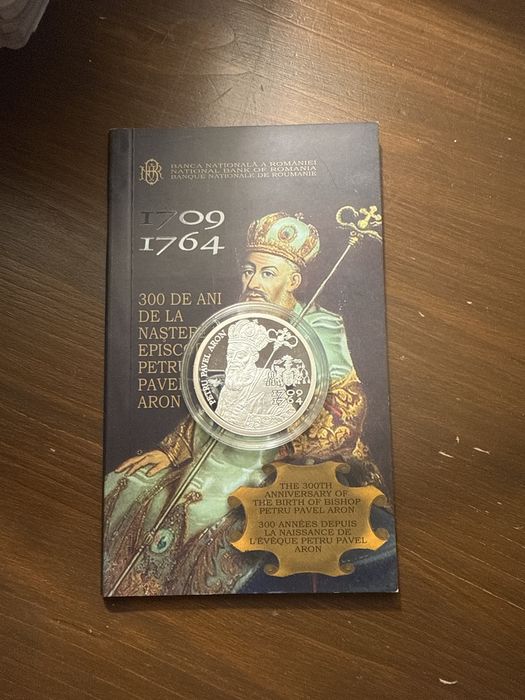 BANCA NAȚIONALĂ A ROMÂNIEI
NATIONAL BANK OF ROMANIA
BANQUE NATIONALE DE ROUMANIE
1709
1764
300 DE ANI
DE LA
NAȘTER
EPISCO
PETRU
PAVEL
ARON
PETRU PAVEL ARON
1709
1764
THE 300TH
ANNIVERSARY OF
THE BIRTH OF BISHOP
PETRU PAVEL ARON
300 ANNÉES DEPUIS
LA NAISSANCE DE
L'ÉVÊQUE PETRU PAVEL
ARON